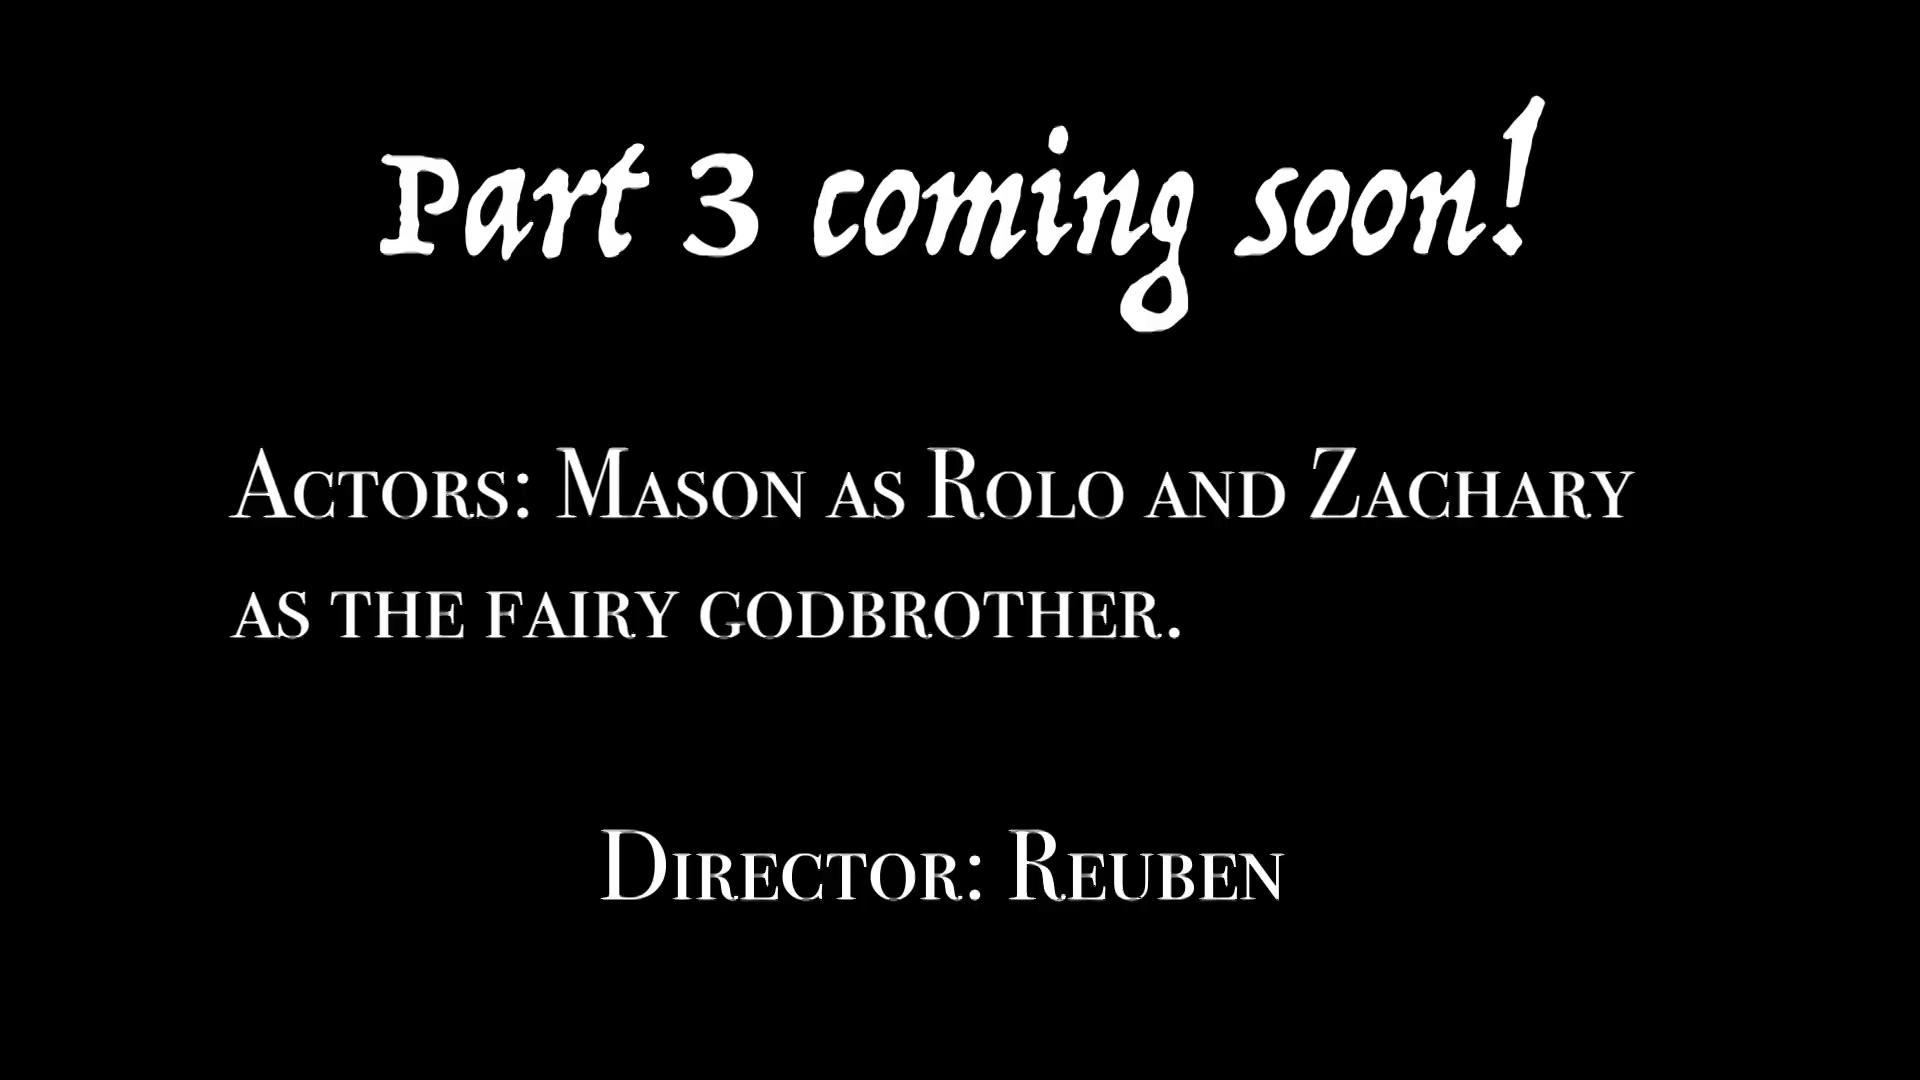 Part 3 coming soon!
Actors: Mason as Rolo and Zachary
as the fairy godbrother.
Director: Reuben